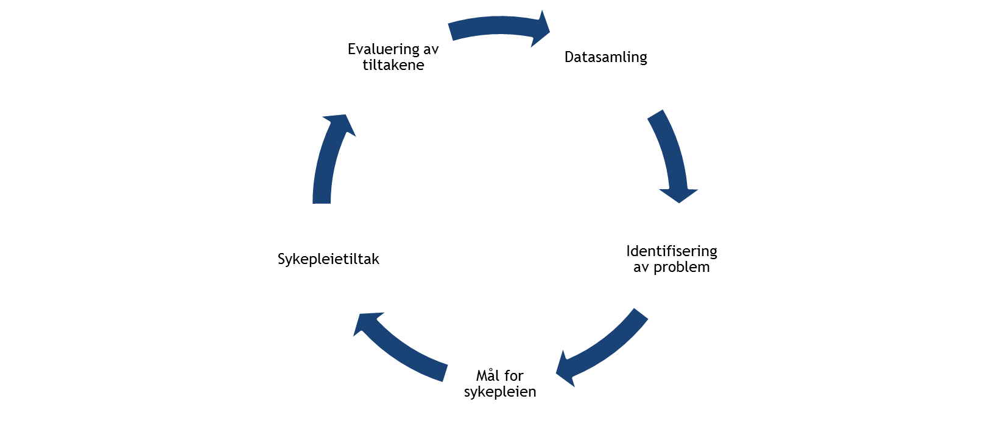 Evaluering av
tiltakene
Datasamling
Identifisering
av problem
Sykepleietiltak
Mål for
sykepleien